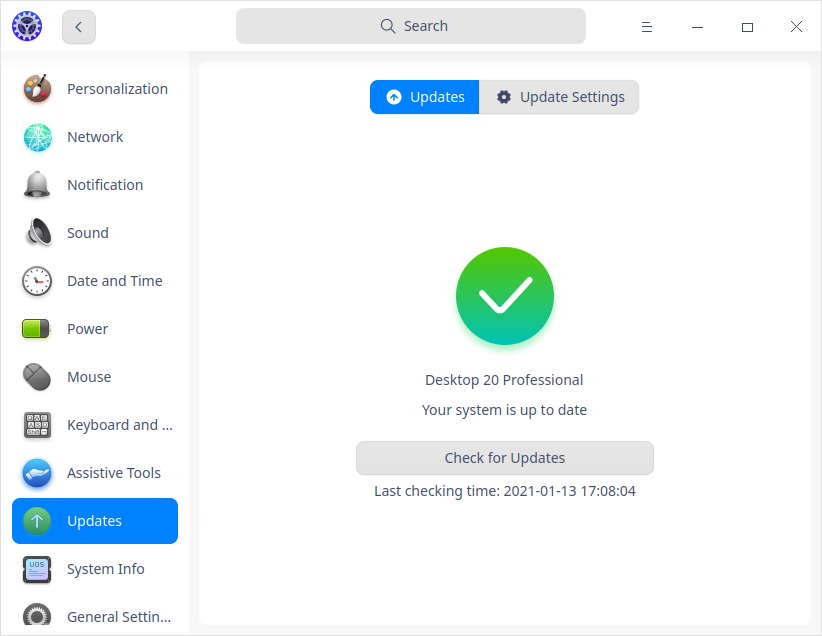 Search
Personalization
Network
Notification
Sound
Date and Time
Power
Mouse
Keyboard and ...
Assistive Tools
Updates
System Info
General Settin...
Updates
Update Settings
Desktop 20 Professional
Your system is up to date
Check for Updates
Last checking time: 2021-01-13 17:08:04
UOS